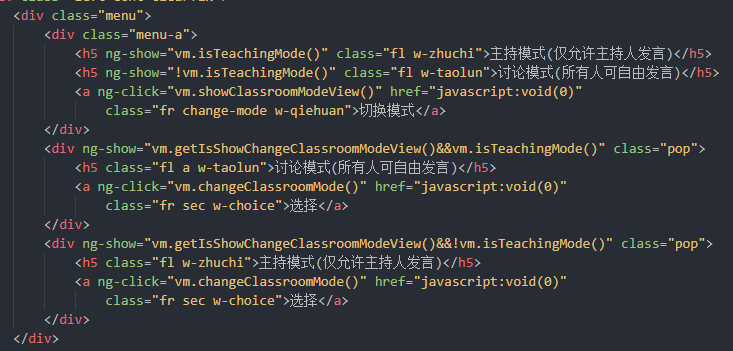 <div class="menu">
<div class="menu-a">
<h5 ng-show="vm.isTeachingMode()" class="fl w-zhuchi">主持模式(仅允许主持人发言)</h5>
<h5 ng-show="!vm.isTeachingMode()" class="fl w-taolun">讨论模式(所有人可自由发言)</h5>
<a ng-click="vm.showClassroomModeView()" href="javascript:void(0)"
class="fr change-mode w-qiehuan">切换模式</a>
</div>
<div ng-show="vm.getIsShowChangeClassroomModeView()&&vm.isTeachingMode()" class="pop">
<h5 class="fl a w-taolun">讨论模式(所有人可自由发言)</h5>
<a ng-click="vm.changeClassroomMode()" href="javascript:void(0)"
class="fr sec w-choice">选择</a>
</div>
<div ng-show="vm.getIsShowChangeClassroomModeView()&&!vm.isTeachingMode()" class="pop">
<h5 class="fl w-zhuchi">主持模式(仅允许主持人发言)</h5>
<a ng-click="vm.changeClassroomMode()" href="javascript:void(0)"
class="fr sec w-choice">选择</a>
</div>
</div>